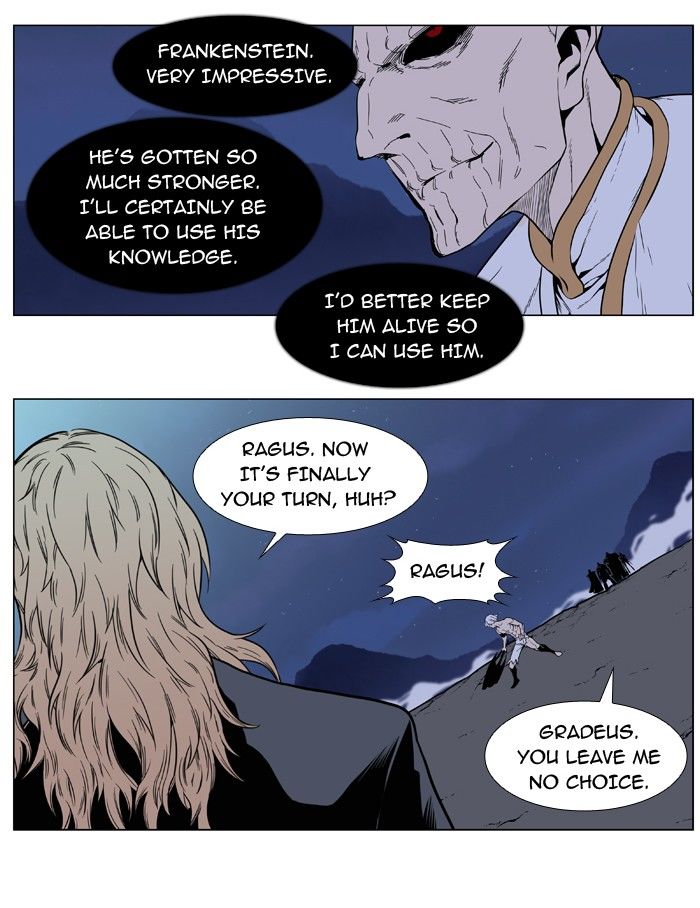 FRANKENSTEIN.
VERY IMPRESSIVE.
HE'S GOTTEN SO
MUCH STRONGER.
I'LL CERTAINLY BE
ABLE TO USE HIS
KNOWLEDGE.
I'D BETTER KEEP
HIM ALIVE SO
I CAN USE HIM.
RAGUS. NOW
IT'S FINALLY
YOUR TURN, HUH?
RAGUS!
GRADEUS.
YOU LEAVE ME
NO CHOICE.